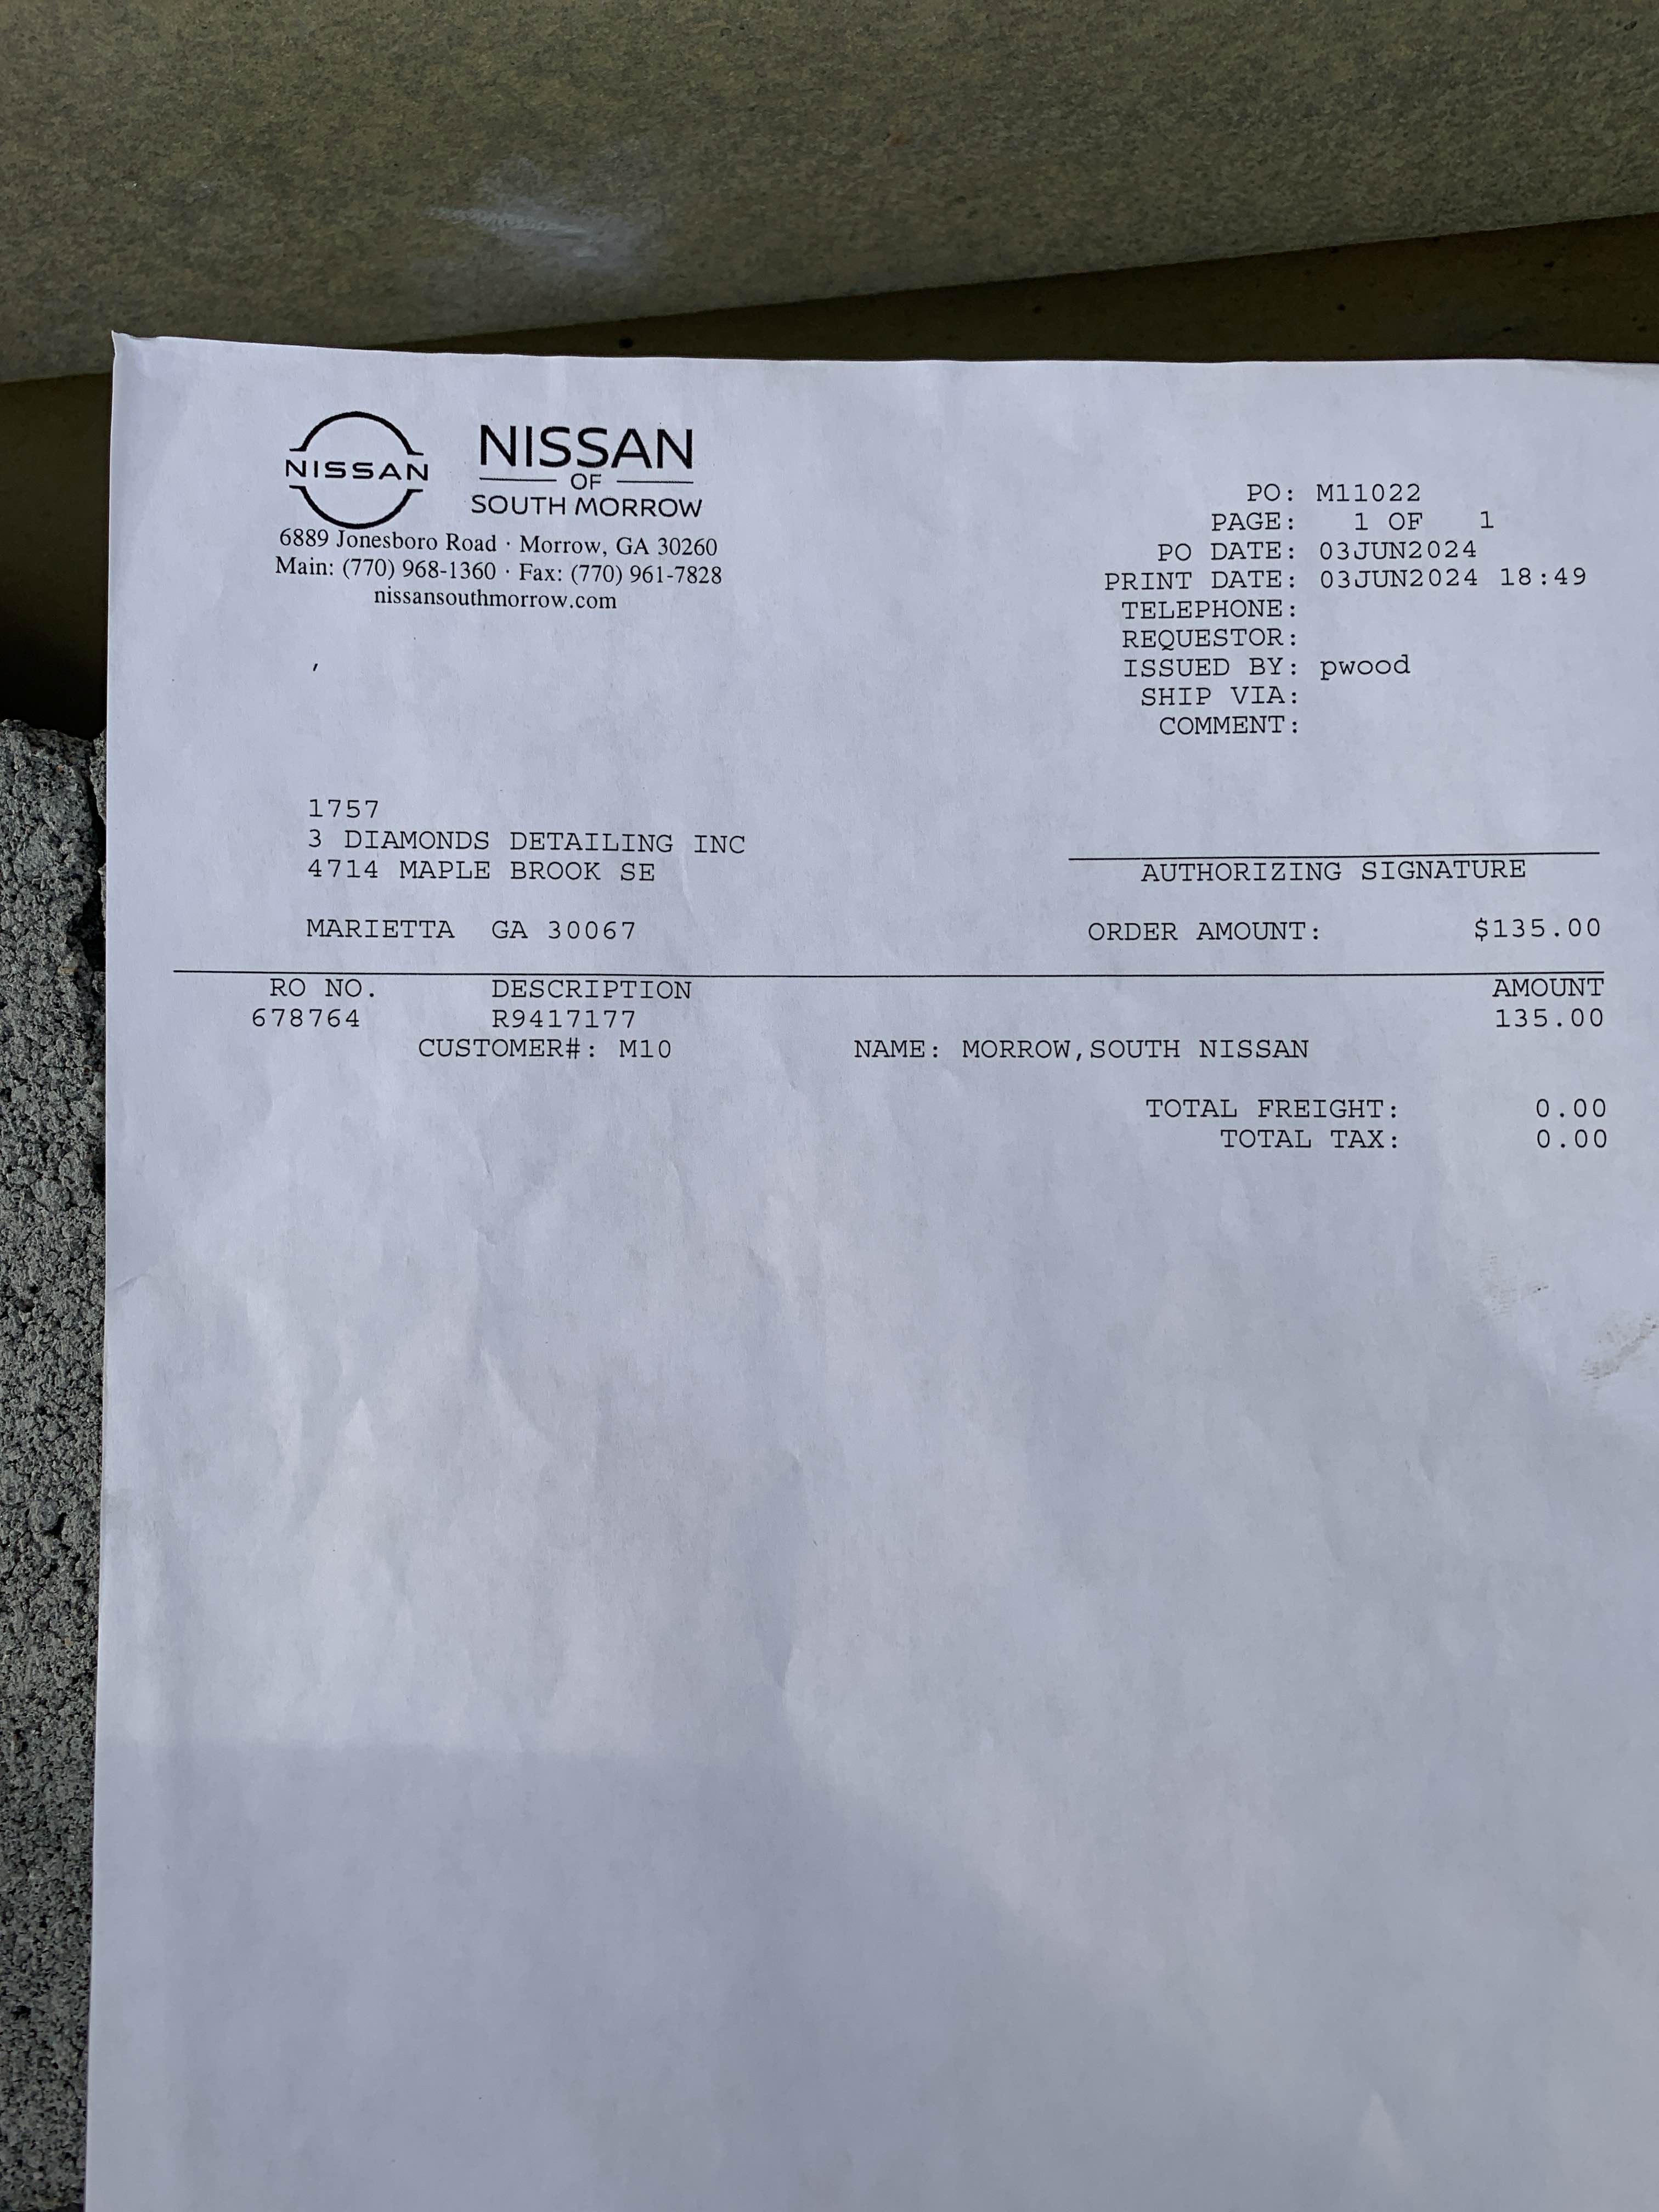 NISSAN
NISSAN
OF
SOUTH MORROW
6889 Jonesboro Road · Morrow, GA 30260
Main: (770) 968-1360 · Fax: (770) 961-7828
nissansouthmorrow.com
PO: M11022
PAGE: 1 OF 1
PO DATE: 03JUN2024
PRINT DATE: 03JUN2024 18:49
TELEPHONE:
REQUESTOR:
ISSUED BY: pwood
SHIP VIA:
COMMENT:
,
1757
3 DIAMONDS DETAILING INC
4714 MAPLE BROOK SE
MARIETTA GA 30067
AUTHORIZING SIGNATURE
ORDER AMOUNT: $135.00
RO NO. DESCRIPTION AMOUNT
678764 R9417177 135.00
CUSTOMER#: M10 NAME: MORROW,SOUTH NISSAN
TOTAL FREIGHT: 0.00
TOTAL TAX: 0.00